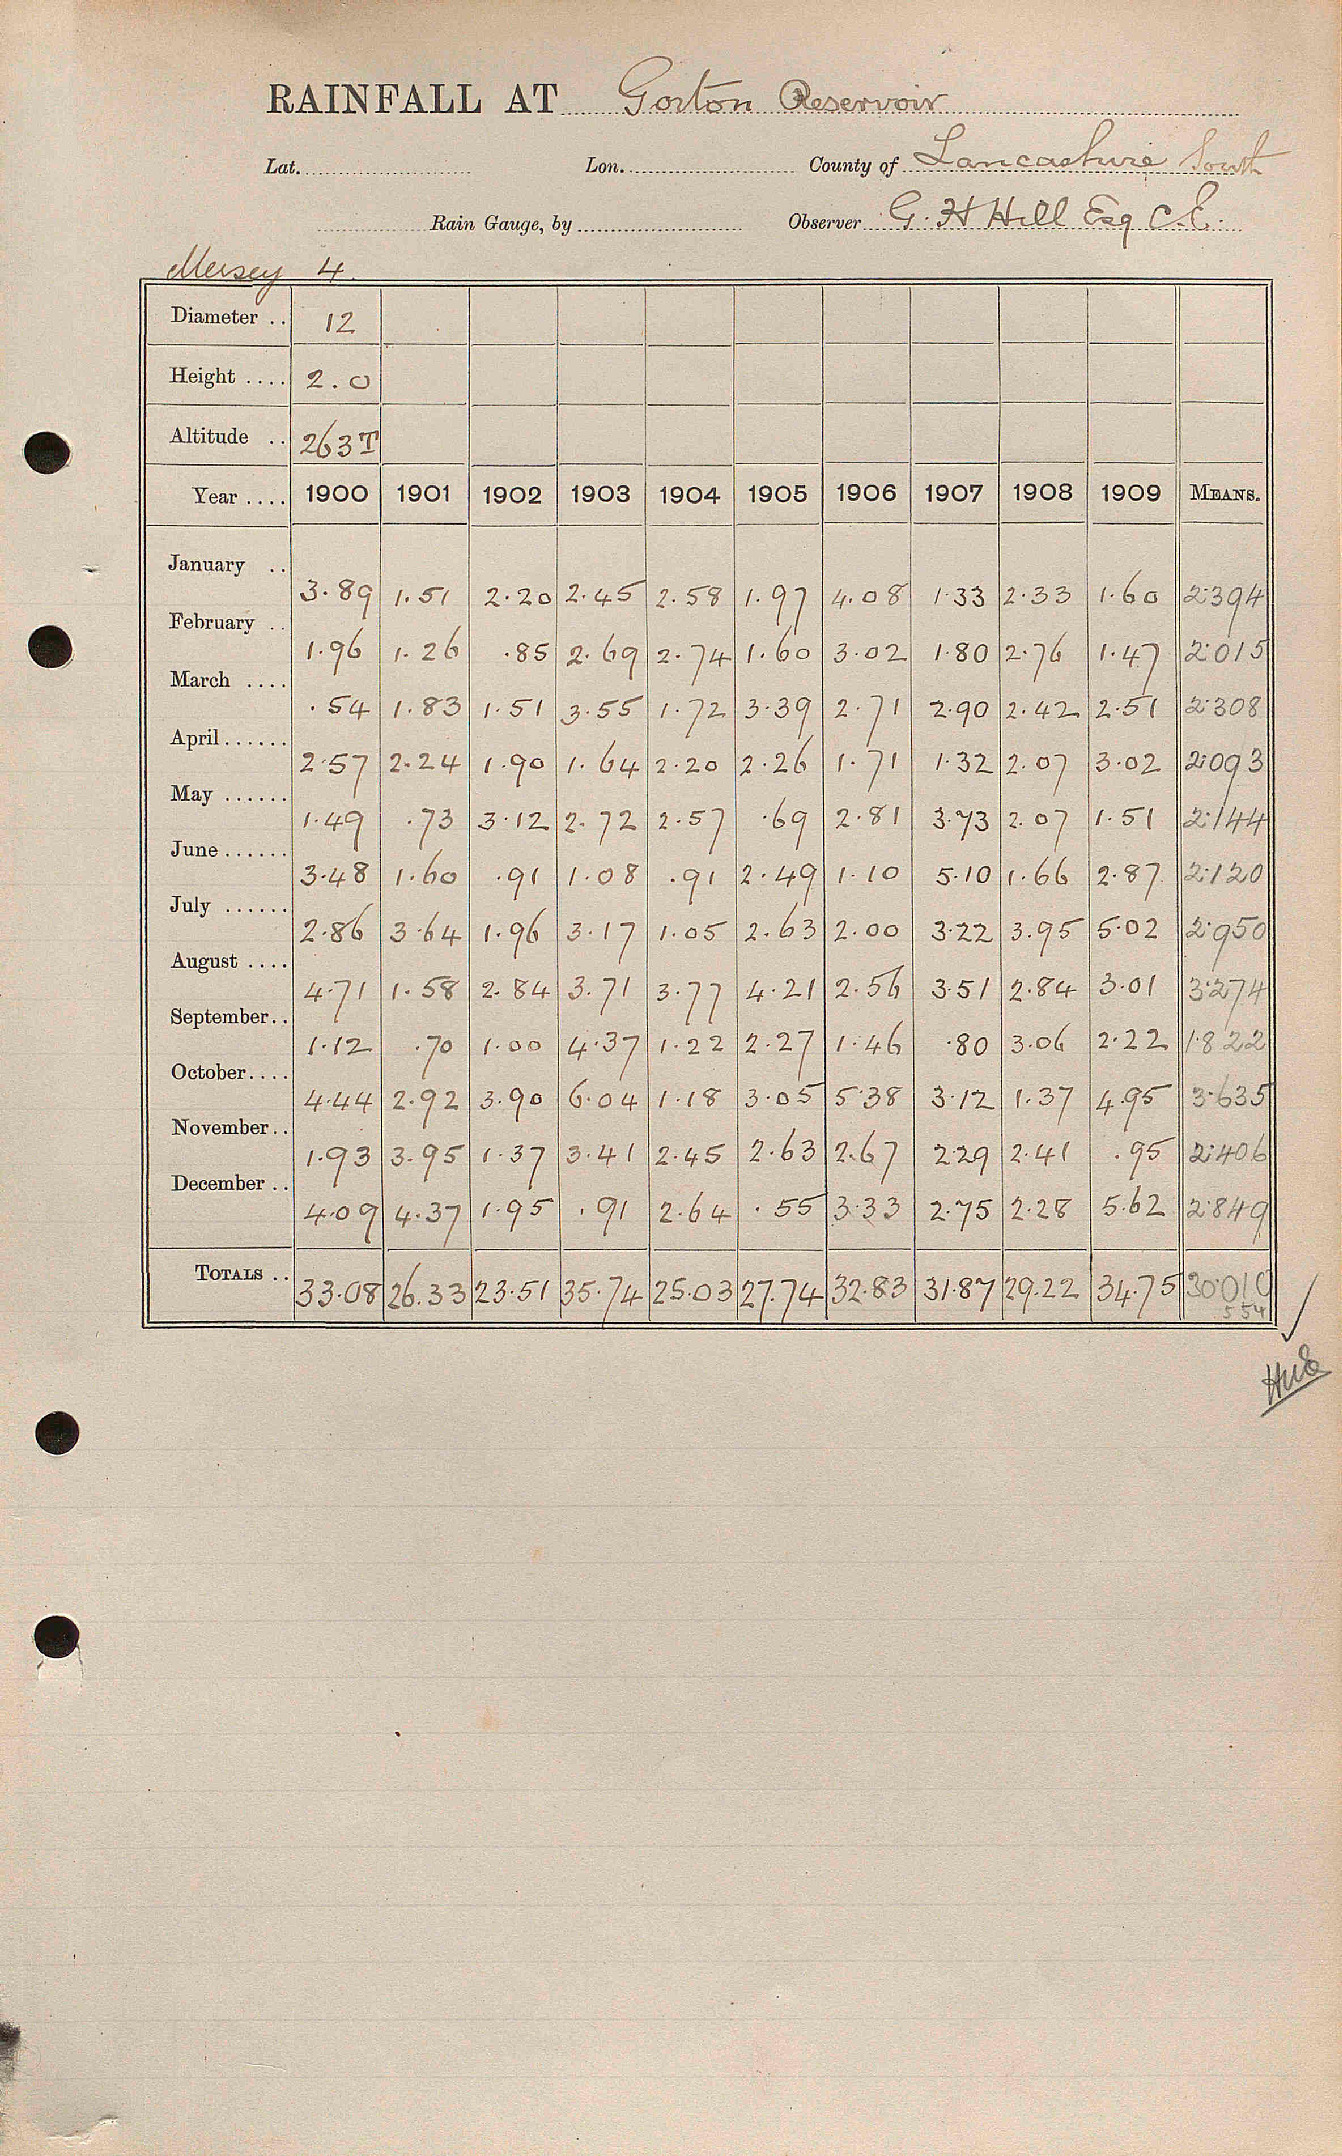 RAINFALL AT Gorton Reservoir
Lat. Lon. County of Lancashire South
Rain Gauge, by Observer G. H Hill Esq C.E.
Mersey 4.
Diameter .. 12
Height .... 2.0
Altitude .. 263T
Year .... 1900 1901 1902 1903 1904 1905 1906 1907 1908 1909 MEANS.
January .. 3.89 1.51 2.20 2.45 2.58 1.97 4.08 1.33 2.33 1.60 2.394
February .. 1.96 1.26 .85 2.69 2.74 1.60 3.02 1.80 2.76 1.47 2.015
March .... .54 1.83 1.51 3.55 1.72 3.39 2.71 2.90 2.42 2.51 2.308
April ...... 2.57 2.24 1.90 1.64 2.20 2.26 1.71 1.32 2.07 3.02 2.093
May ...... 1.49 .73 3.12 2.72 2.57 .69 2.81 3.73 2.07 1.51 2.144
June ...... 3.48 1.60 .91 1.08 .91 2.49 1.10 5.10 1.66 2.87 2.120
July ...... 2.86 3.64 1.96 3.17 1.05 2.63 2.00 3.22 3.95 5.02 2.950
August .... 4.71 1.58 2.84 3.71 3.77 4.21 2.56 3.51 2.84 3.01 3.274
September .. 1.12 .70 1.00 4.37 1.22 2.27 1.46 .80 3.06 2.22 1.822
October .... 4.44 2.92 3.90 6.04 1.18 3.05 5.38 3.12 1.37 4.95 3.635
November .. 1.93 3.95 1.37 3.41 2.45 2.63 2.67 2 29 2.41 .95 2.406
December .. 4.09 4.37 1.95 .91 2.64 .55 3.33 2.75 2.28 5.62 2.849
TOTALS .. 33.08 26.33 23.51 35.74 25.03 27.74 32.83 31.87 29.22 34.75 30.010
554